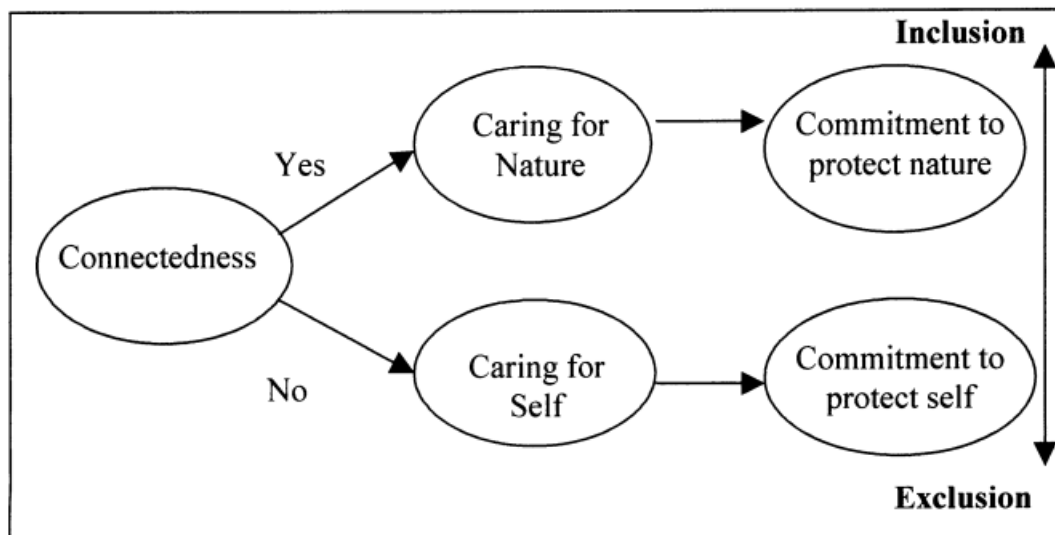 Inclusion
Caring for
Nature
Commitment to
protect nature
Yes
Connectedness
No
Caring for
Self
Commitment to
protect self
Exclusion